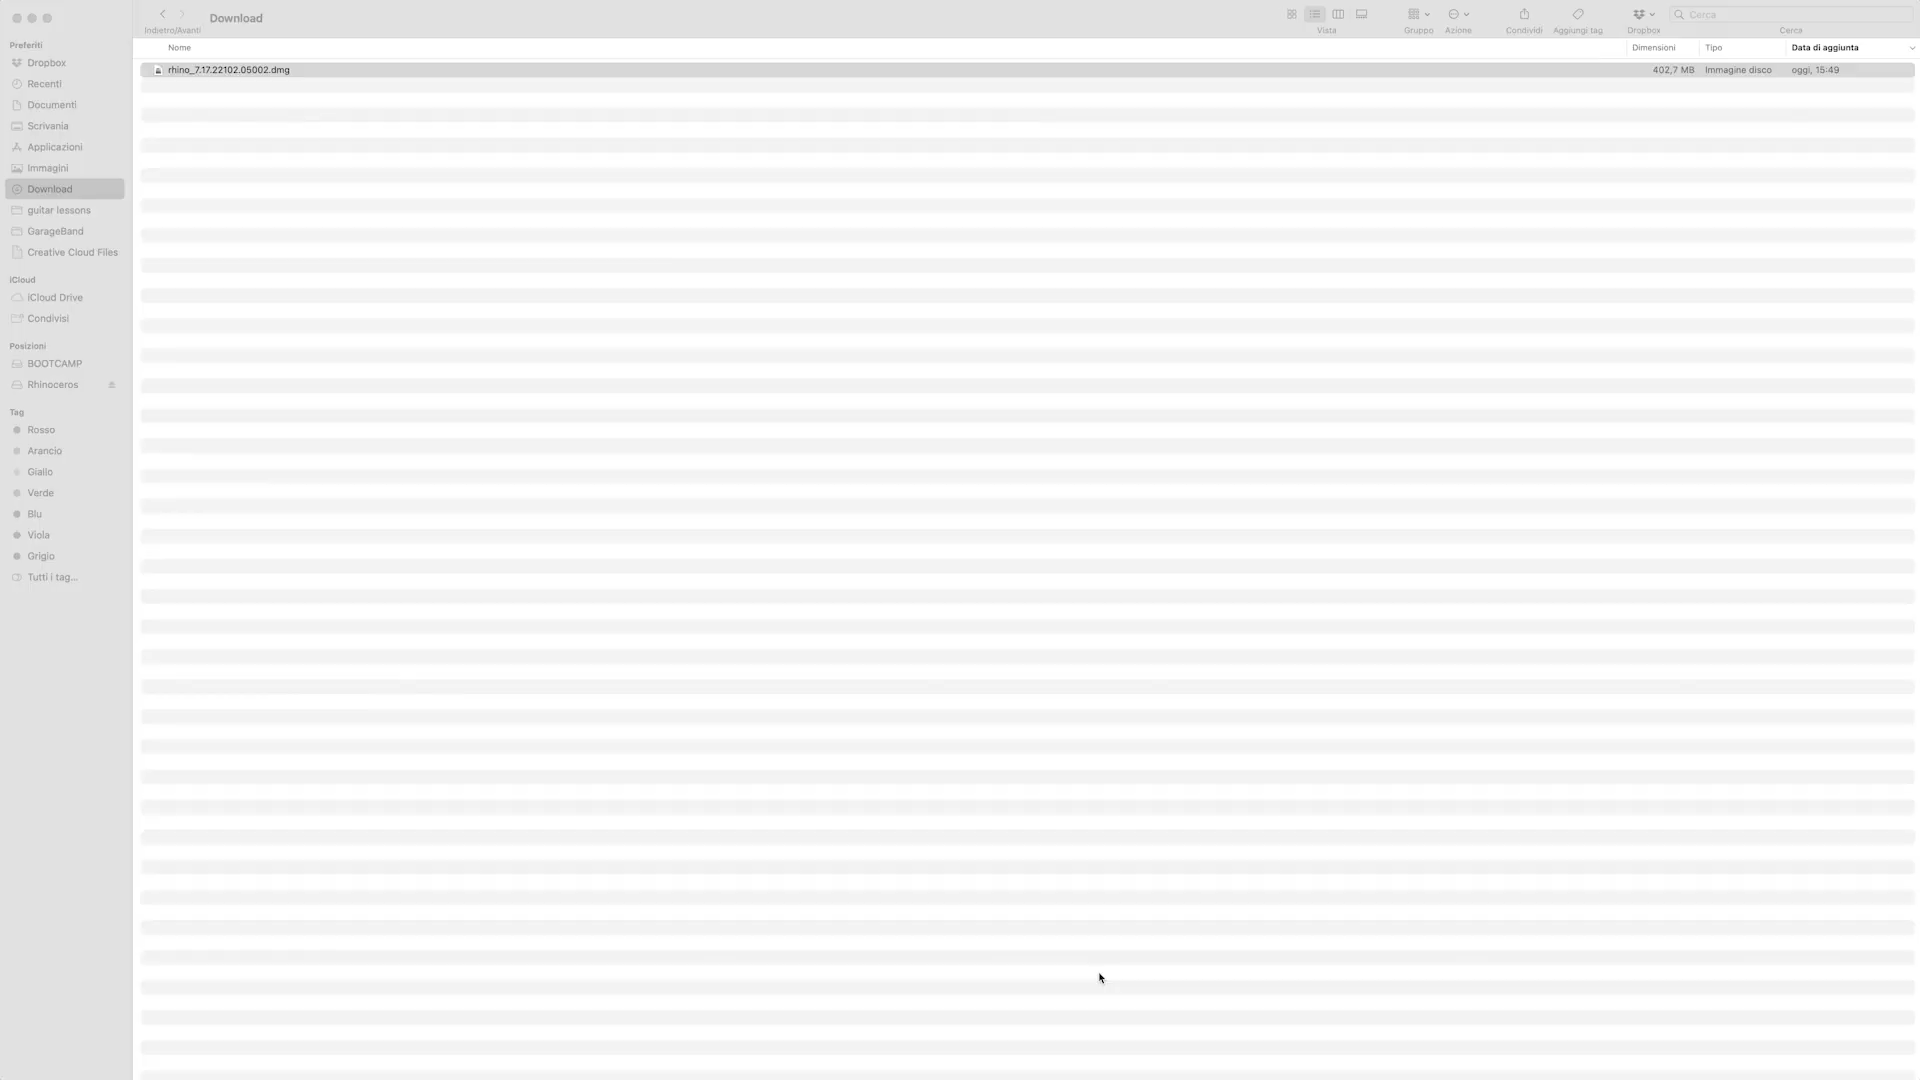 Download
Indietro/Avanti
Vista
Gruppo
Azione
Condividi
Aggiungi tag
Dropbox
Cerca
Cerca
Preferiti
Dropbox
Recenti
Documenti
Scrivania
Applicazioni
Immagini
Download
guitar lessons
GarageBand
Creative Cloud Files
iCloud
iCloud Drive
Condivisi
Posizioni
BOOTCAMP
Rhinoceros
Tag
Rosso
Arancio
Giallo
Verde
Blu
Viola
Grigio
Tutti i tag...
Nome Dimensioni Tipo Data di aggiunta
rhino_7.17.22102.05002.dmg 402,7 MB Immagine disco oggi, 15:49